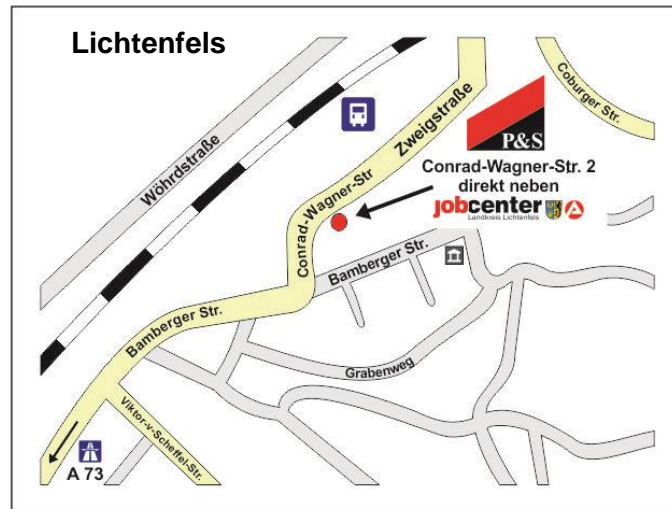 Lichtenfels
Coburger Str.
Zweigstraße
Wöhrdstraße
P&S
Conrad-Wagner-Str. 2
direkt neben
jobcenter
Landkreis Lichtenfels
Conrad-Wagner-Str
Bamberger Str.
Bamberger Str.
Grabenweg
Viktor-v-Scheffel-Str.
A 73